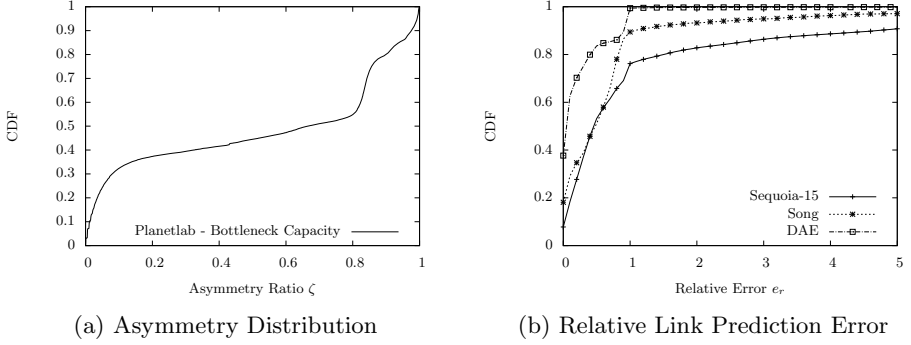 CDF
1
0.9
0.8
0.7
0.6
0.5
0.4
0.3
0.2
0.1
0
0 0.2 0.4 0.6 0.8 1
Planetlab - Bottleneck Capacity
Asymmetry Ratio ζ
(a) Asymmetry Distribution
CDF
1
0.8
0.6
0.4
0.2
0
0 1 2 3 4 5
Sequoia-15
Song
DAE
Relative Error e_r
(b) Relative Link Prediction Error